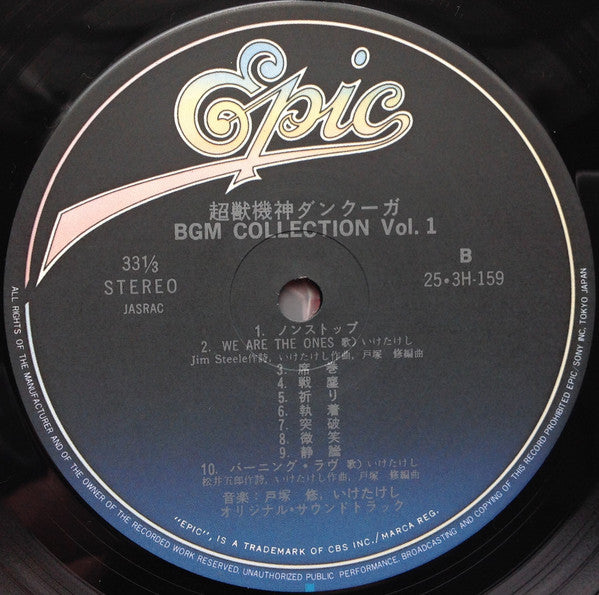 Epic
超獣機神ダンクーガ
BGM COLLECTION Vol. 1
33⅓
STEREO
JASRAC
B
25・3H-159
1. ノンストップ
2. WE ARE THE ONES 歌〉いけたけし
Jim Steele作詩, いけたけし作曲, 戸塚 修編曲
3. 席巻
4. 戦塵
5. 祈り
6. 執着
7. 突破
8. 微笑
9. 静謐
10. バーニング・ラヴ 歌〉いけたけし
松井五郎作詩, いけたけし作曲, 戸塚 修編曲
音楽：戸塚 修, いけたけし
オリジナル・サウンドトラック
"EPIC", IS A TRADEMARK OF CBS INC./MARCA REG.
ALL RIGHTS OF THE MANUFACTURER AND OF THE OWNER OF THE RECORDED WORK RESERVED. UNAUTHORIZED PUBLIC PERFORMANCE, BROADCASTING AND COPYING OF THIS RECORD PROHIBITED EPIC/SONY INC. TOKYO JAPAN